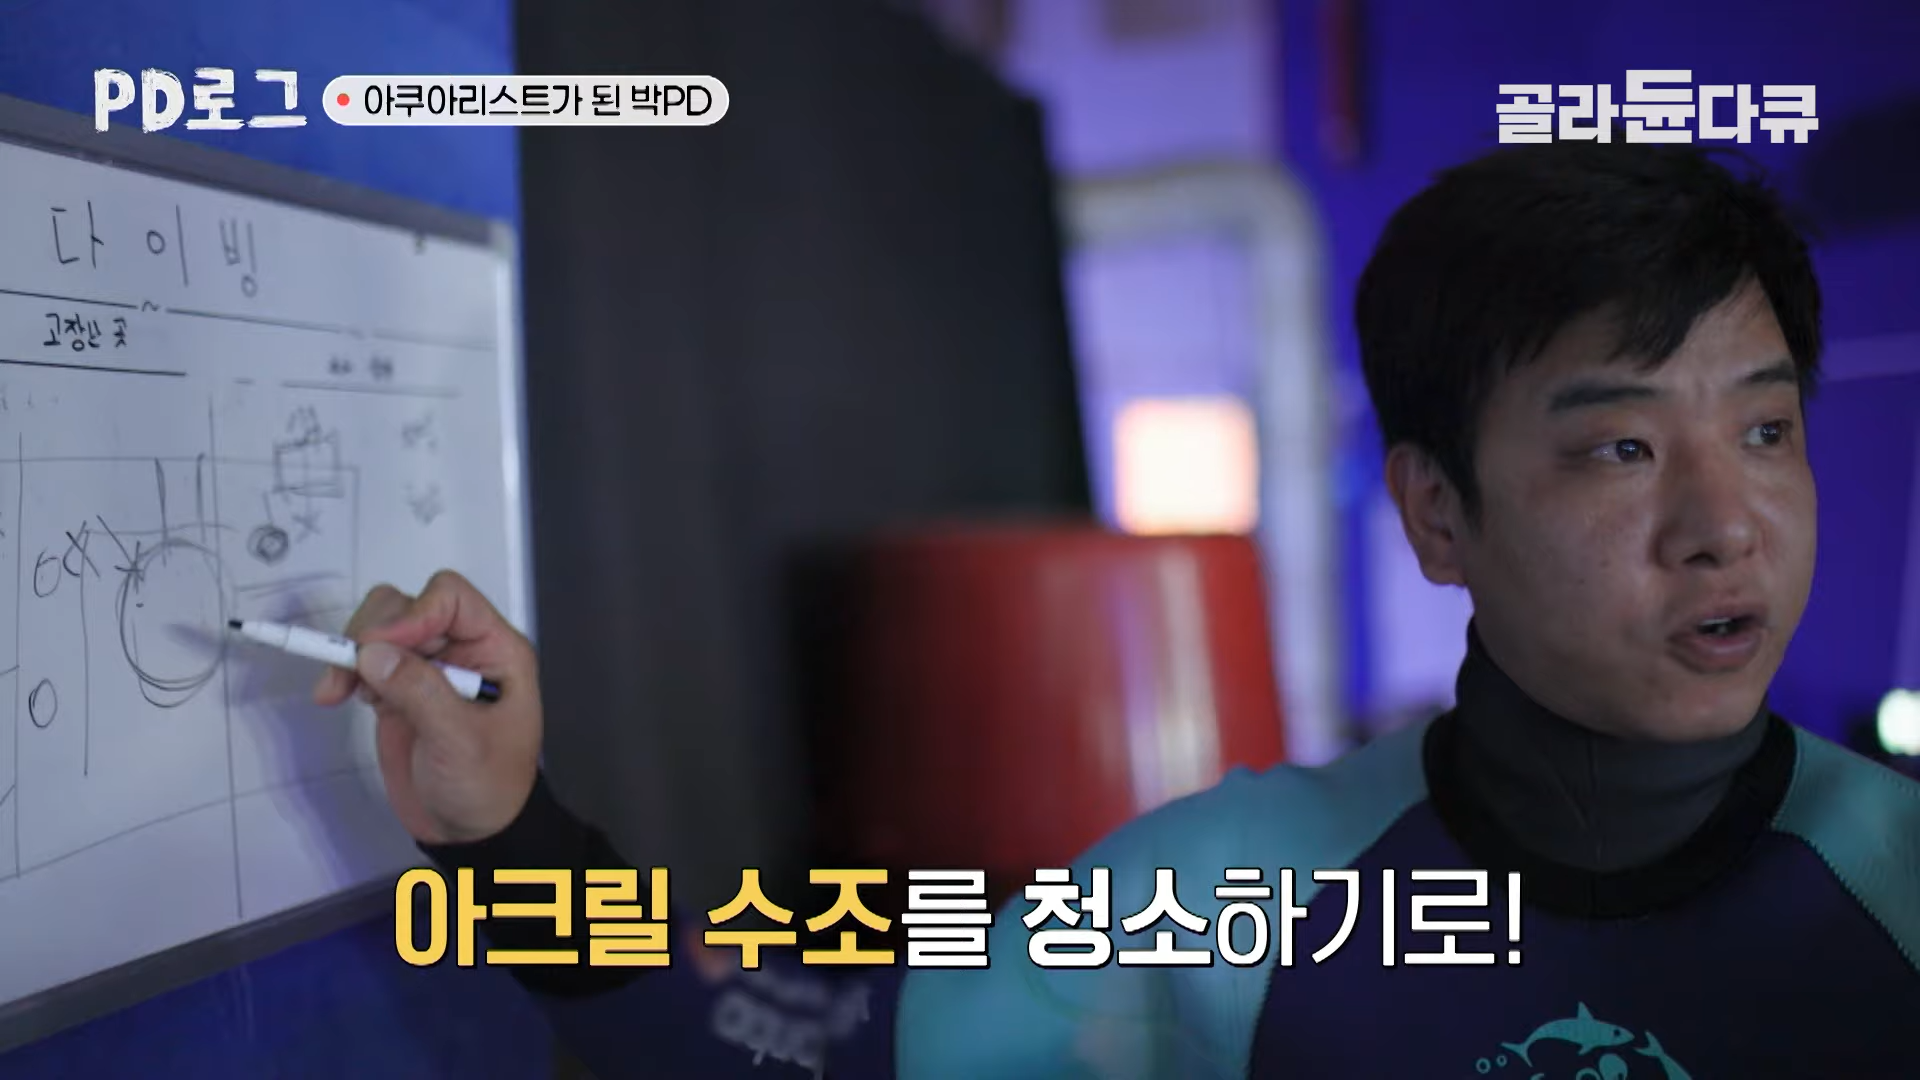 PD로그
아쿠아리스트가 된 박PD
골라듄다큐
다이빙
고장난 곳
아크릴 수조를 청소하기로!